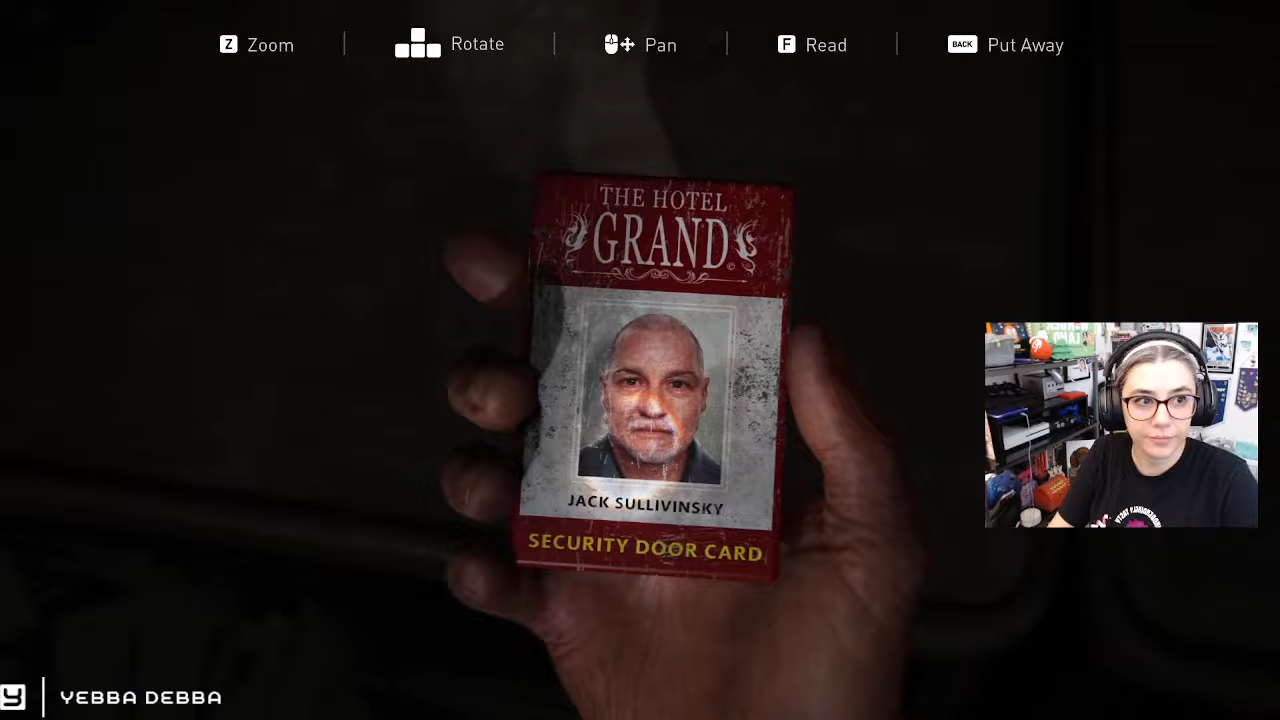 Z Zoom
Rotate
Pan
F Read
BACK Put Away
THE HOTEL
GRAND
©
JACK SULLIVINSKY
SECURITY DOOR CARD
YEBBA DEBBA